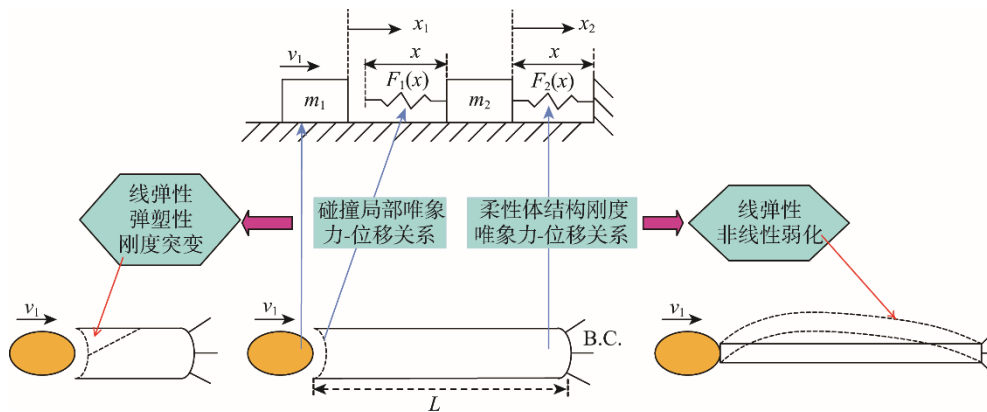 x₁
x₂
v₁
x
x
F₁(x)
F₂(x)
m₁
m₂
线弹性
弹塑性
刚度突变
碰撞局部唯象
力-位移关系
柔性体结构刚度
唯象力-位移关系
线弹性
非线性弱化
v₁
v₁
v₁
B.C.
L